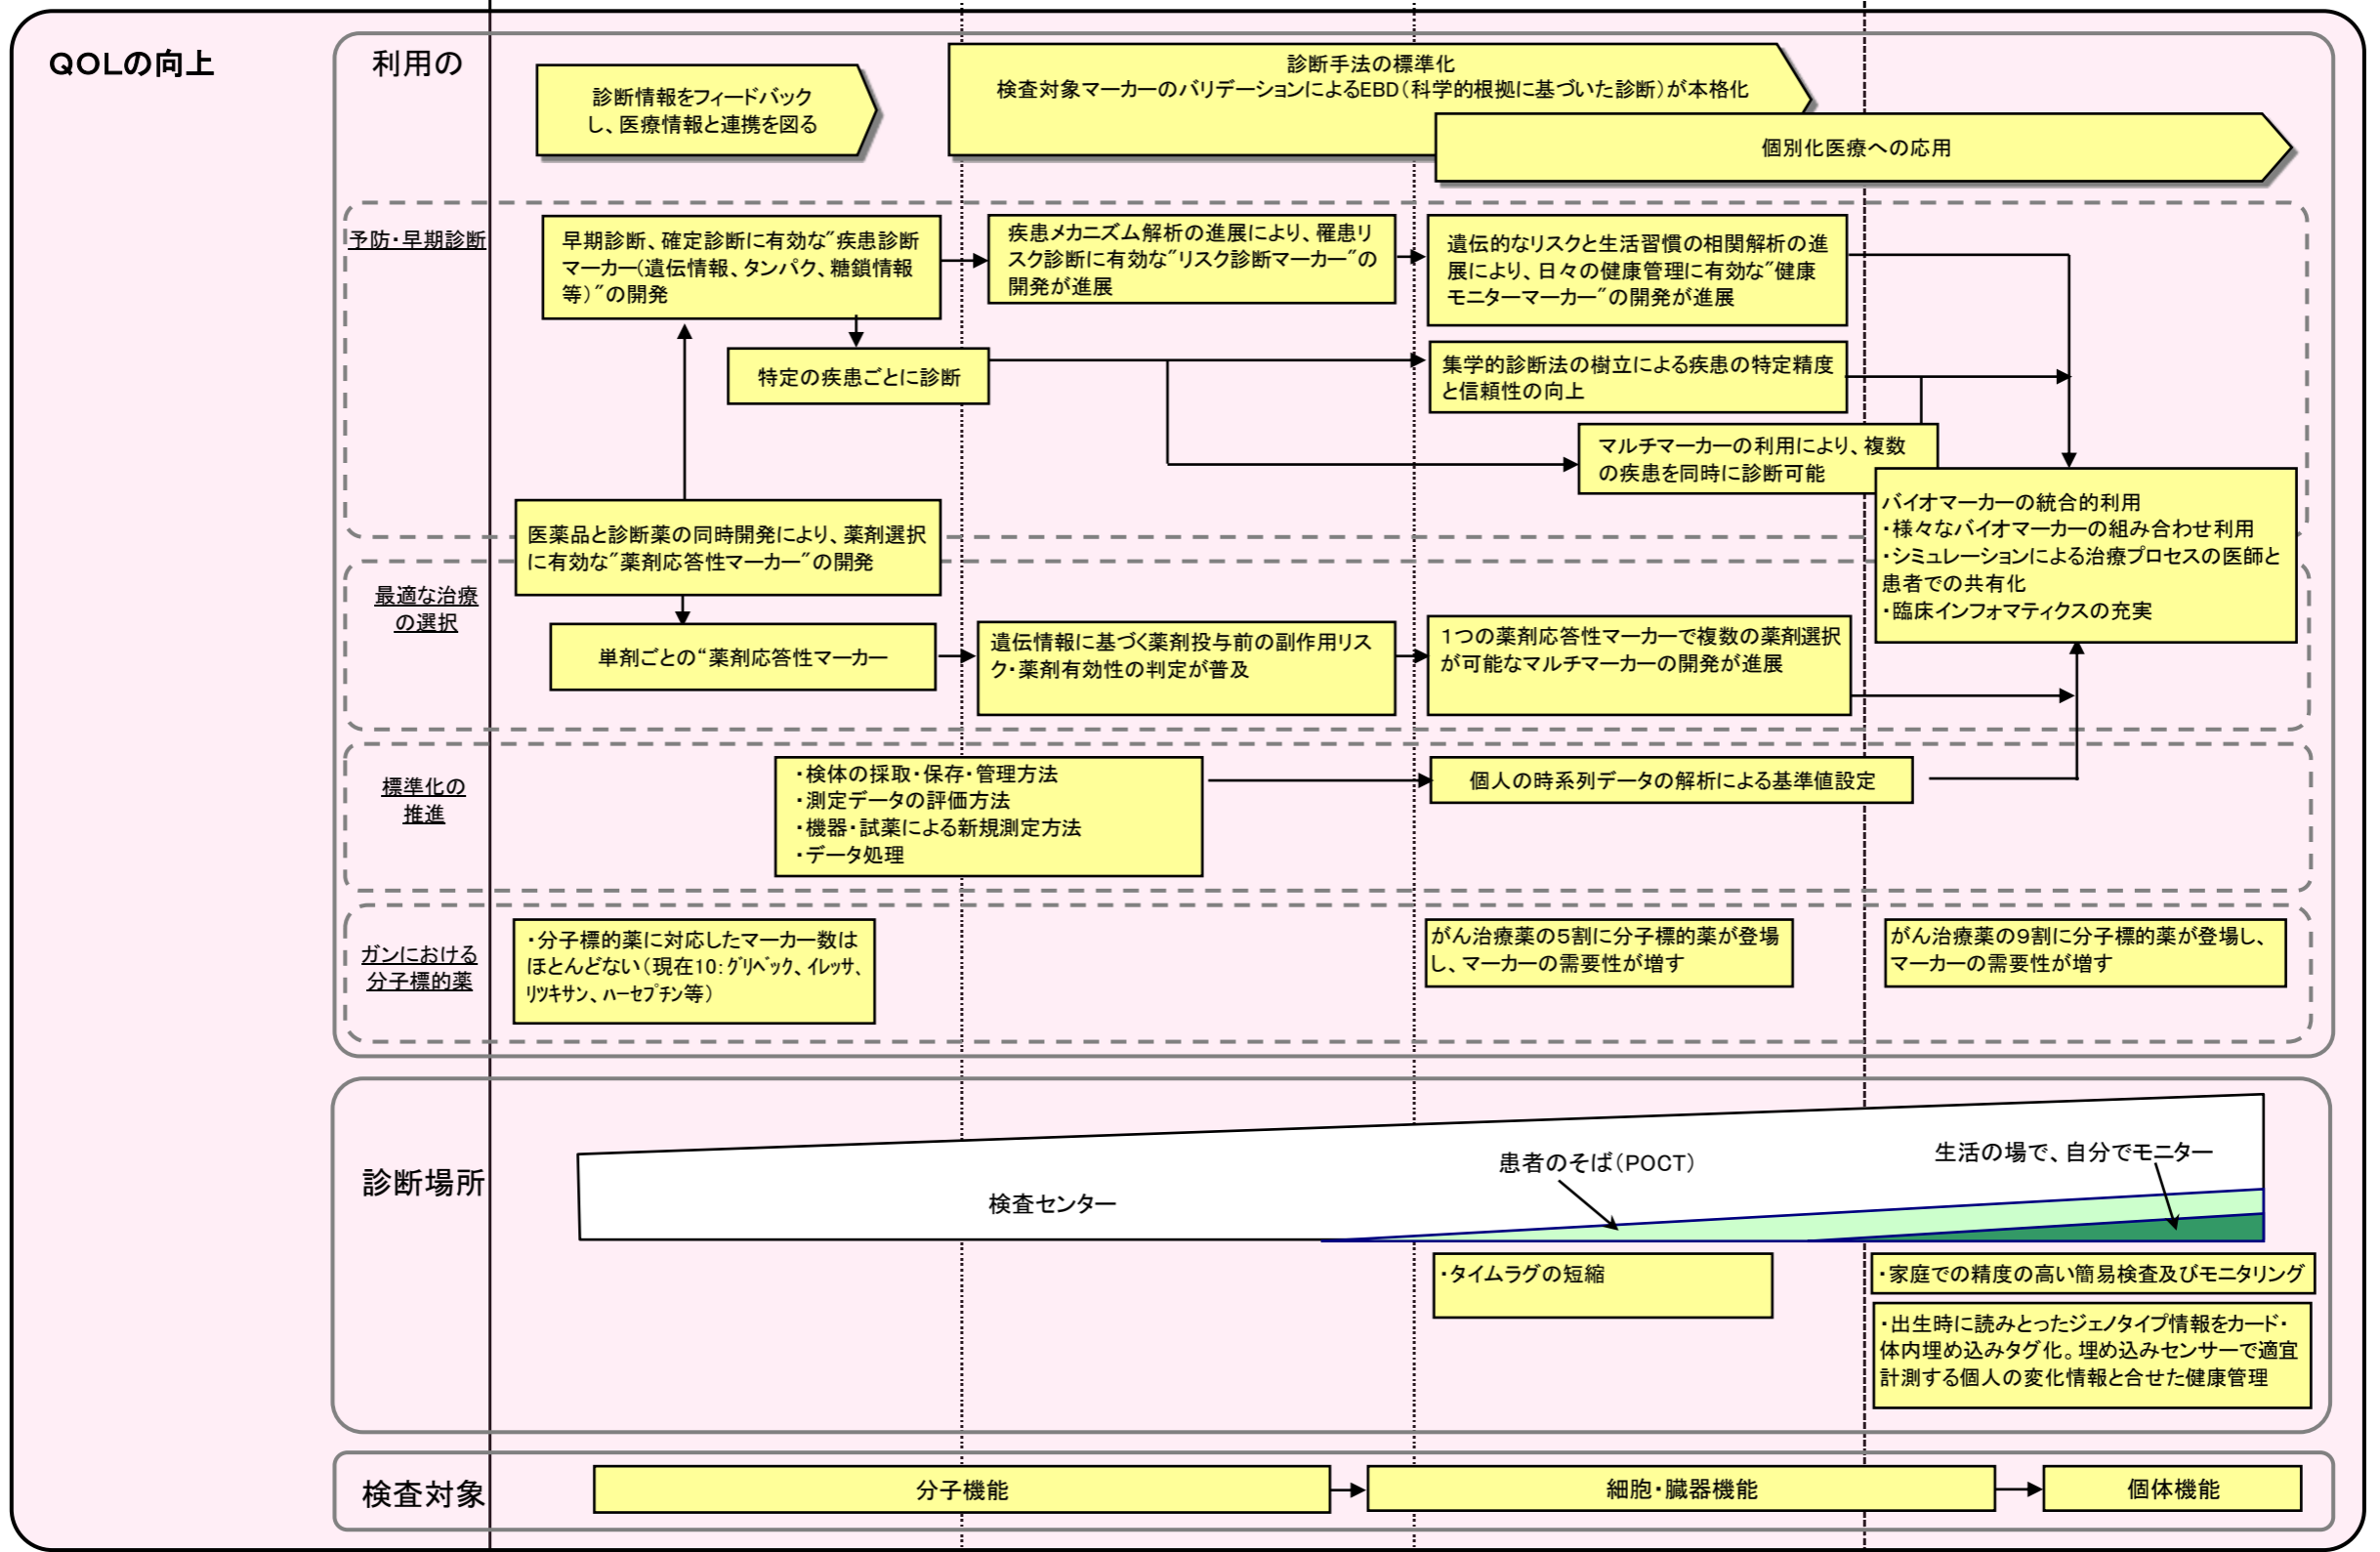 QOLの向上
利用の
診断情報をフィードバック
し、医療情報と連携を図る
診断手法の標準化
検査対象マーカーのバリデーションによるEBD(科学的根拠に基づいた診断)が本格化
個別化医療への応用
予防・早期診断
早期診断、確定診断に有効な"疾患診断
マーカー(遺伝情報、タンパク、糖鎖情報
等)"の開発
疾患メカニズム解析の進展により、罹患リ
スク診断に有効な"リスク診断マーカー"の
開発が進展
遺伝的なリスクと生活習慣の相関解析の進
展により、日々の健康管理に有効な"健康
モニターマーカー"の開発が進展
特定の疾患ごとに診断
集学的診断法の樹立による疾患の特定精度
と信頼性の向上
マルチマーカーの利用により、複数
の疾患を同時に診断可能
医薬品と診断薬の同時開発により、薬剤選択
に有効な"薬剤応答性マーカー"の開発
バイオマーカーの統合的利用
・様々なバイオマーカーの組み合わせ利用
・シミュレーションによる治療プロセスの医師と
患者での共有化
・臨床インフォマティクスの充実
最適な治療
の選択
単剤ごとの“薬剤応答性マーカー
遺伝情報に基づく薬剤投与前の副作用リス
ク・薬剤有効性の判定が普及
1つの薬剤応答性マーカーで複数の薬剤選択
が可能なマルチマーカーの開発が進展
標準化の
推進
・検体の採取・保存・管理方法
・測定データの評価方法
・機器・試薬による新規測定方法
・データ処理
個人の時系列データの解析による基準値設定
ガンにおける
分子標的薬
・分子標的薬に対応したマーカー数は
ほとんどない(現在10:グリベック、イレッサ、
リツキサン、ハーセプチン等)
がん治療薬の5割に分子標的薬が登場
し、マーカーの需要性が増す
がん治療薬の9割に分子標的薬が登場し、
マーカーの需要性が増す
診断場所
検査センター
患者のそば(POCT)
生活の場で、自分でモニター
・タイムラグの短縮
・家庭での精度の高い簡易検査及びモニタリング
・出生時に読みとったジェノタイプ情報をカード・
体内埋め込みタグ化。埋め込みセンサーで適宜
計測する個人の変化情報と合せた健康管理
検査対象
分子機能
細胞・臓器機能
個体機能